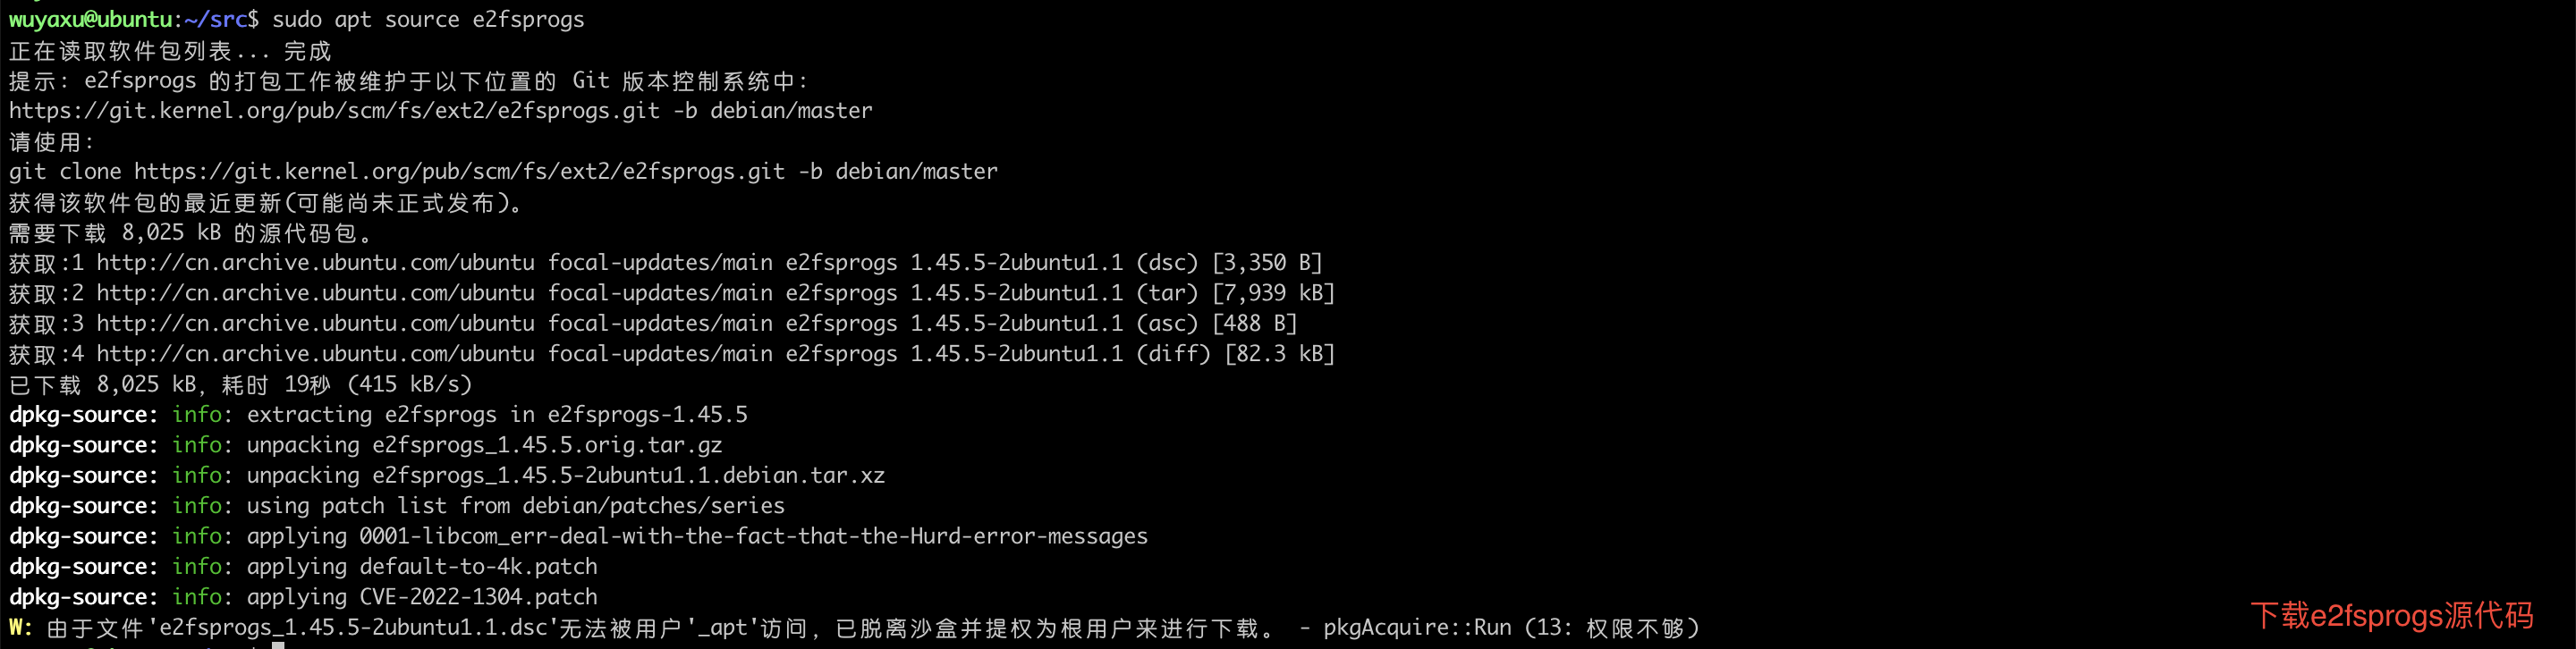 wuyaxu@ubuntu:~/src$ sudo apt source e2fsprogs
正在读取软件包列表... 完成
提示: e2fsprogs 的打包工作被维护于以下位置的 Git 版本控制系统中:
https://git.kernel.org/pub/scm/fs/ext2/e2fsprogs.git -b debian/master
请使用:
git clone https://git.kernel.org/pub/scm/fs/ext2/e2fsprogs.git -b debian/master
获得该软件包的最近更新(可能尚未正式发布)。
需要下载 8,025 kB 的源代码包。
获取:1 http://cn.archive.ubuntu.com/ubuntu focal-updates/main e2fsprogs 1.45.5-2ubuntu1.1 (dsc) [3,350 B]
获取:2 http://cn.archive.ubuntu.com/ubuntu focal-updates/main e2fsprogs 1.45.5-2ubuntu1.1 (tar) [7,939 kB]
获取:3 http://cn.archive.ubuntu.com/ubuntu focal-updates/main e2fsprogs 1.45.5-2ubuntu1.1 (asc) [488 B]
获取:4 http://cn.archive.ubuntu.com/ubuntu focal-updates/main e2fsprogs 1.45.5-2ubuntu1.1 (diff) [82.3 kB]
已下载 8,025 kB, 耗时 19秒 (415 kB/s)
dpkg-source: info: extracting e2fsprogs in e2fsprogs-1.45.5
dpkg-source: info: unpacking e2fsprogs_1.45.5.orig.tar.gz
dpkg-source: info: unpacking e2fsprogs_1.45.5-2ubuntu1.1.debian.tar.xz
dpkg-source: info: using patch list from debian/patches/series
dpkg-source: info: applying 0001-libcom_err-deal-with-the-fact-that-the-Hurd-error-messages
dpkg-source: info: applying default-to-4k.patch
dpkg-source: info: applying CVE-2022-1304.patch
W: 由于文件'e2fsprogs_1.45.5-2ubuntu1.1.dsc'无法被用户'_apt'访问，已脱离沙盒并提权为根用户来进行下载。 - pkgAcquire::Run (13: 权限不够)
下载e2fsprogs源代码